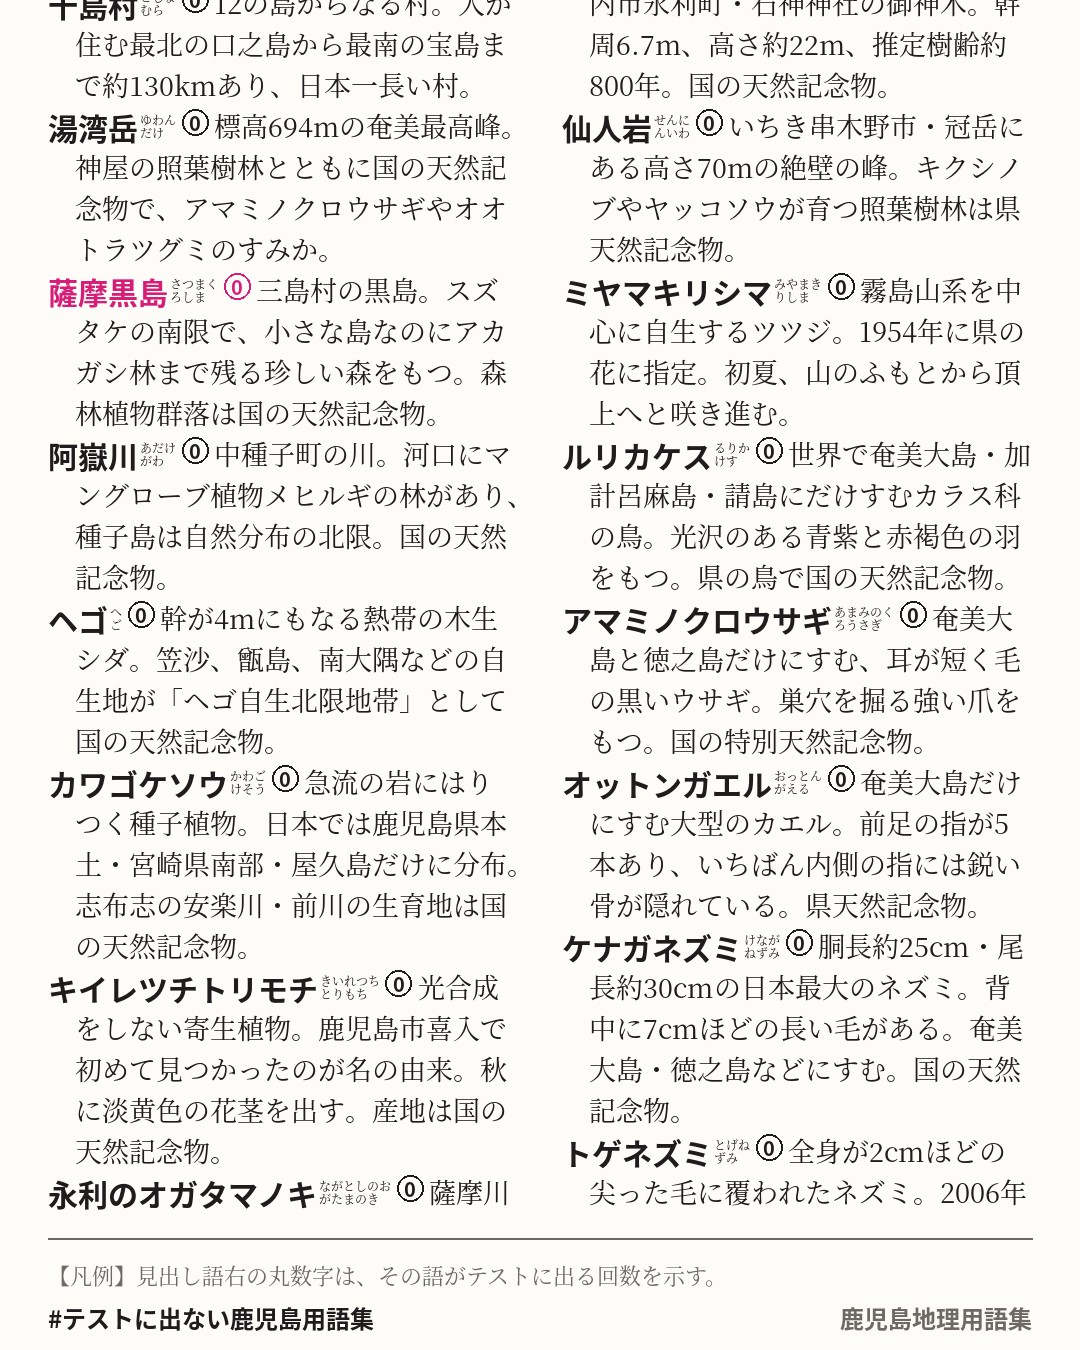 十島村 ⓪ 12の島からなる村。人が
住む最北の口之島から最南の宝島ま
で約130kmあり、日本一長い村。
湯湾岳 ゆわんだけ ⓪ 標高694mの奄美最高峰。
神屋の照葉樹林とともに国の天然記
念物で、アマミノクロウサギやオオ
トラツグミのすみか。
薩摩黒島 さつまくろしま ⓪ 三島村の黒島。スズ
タケの南限で、小さな島なのにアカ
ガシ林まで残る珍しい森をもつ。森
林植物群落は国の天然記念物。
阿嶽川 あだけがわ ⓪ 中種子町の川。河口にマ
ングローブ植物メヒルギの林があり、
種子島は自然分布の北限。国の天然
記念物。
ヘゴ へご ⓪ 幹が4mにもなる熱帯の木生
シダ。笠沙、甑島、南大隅などの自
生地が「ヘゴ自生北限地帯」として
国の天然記念物。
カワゴケソウ かわごけそう ⓪ 急流の岩にはり
つく種子植物。日本では鹿児島県本
土・宮崎県南部・屋久島だけに分布。
志布志の安楽川・前川の生育地は国
の天然記念物。
キイレツチトリモチ きいれつちとりもち ⓪ 光合成
をしない寄生植物。鹿児島市喜入で
初めて見つかったのが名の由来。秋
に淡黄色の花茎を出す。産地は国の
天然記念物。
永利のオガタマノキ ながとしのおがたまのき ⓪ 薩摩川
内市永利町・石神神社の御神木。幹
周6.7m、高さ約22m、推定樹齢約
800年。国の天然記念物。
仙人岩 せんにんいわ ⓪ いちき串木野市・冠岳に
ある高さ70mの絶壁の峰。キクシノ
ブやヤッコソウが育つ照葉樹林は県
天然記念物。
ミヤマキリシマ みやまきりしま ⓪ 霧島山系を中
心に自生するツツジ。1954年に県の
花に指定。初夏、山のふもとから頂
上へと咲き進む。
ルリカケス るりかけす ⓪ 世界で奄美大島・加
計呂麻島・請島にだけすむカラス科
の鳥。光沢のある青紫と赤褐色の羽
をもつ。県の鳥で国の天然記念物。
アマミノクロウサギ あまみのくろうさぎ ⓪ 奄美大
島と徳之島だけにすむ、耳が短く毛
の黒いウサギ。巣穴を掘る強い爪を
もつ。国の特別天然記念物。
オットンガエル おっとんがえる ⓪ 奄美大島だけ
にすむ大型のカエル。前足の指が5
本あり、いちばん内側の指には鋭い
骨が隠れている。県天然記念物。
ケナガネズミ けながねずみ ⓪ 胴長約25cm・尾
長約30cmの日本最大のネズミ。背
中に7cmほどの長い毛がある。奄美
大島・徳之島などにすむ。国の天然
記念物。
トゲネズミ とげねずみ ⓪ 全身が2cmほどの
尖った毛に覆われたネズミ。2006年
【凡例】見出し語右の丸数字は、その語がテストに出る回数を示す。
#テストに出ない鹿児島用語集
鹿児島地理用語集